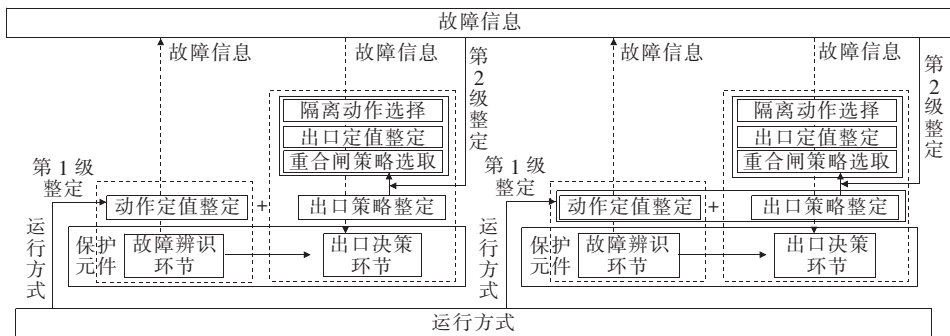 故障信息
故障信息
故障信息
第2级整定
隔离动作选择
出口定值整定
重合闸策略选取
第1级
整定
动作定值整定
+
出口策略整定
运行方式
保护
元件
故障辨识
环节
出口决策
环节
故障信息
故障信息
第2级整定
隔离动作选择
出口定值整定
重合闸策略选取
第1级
整定
动作定值整定
+
出口策略整定
运行方式
保护
元件
故障辨识
环节
出口决策
环节
运行方式